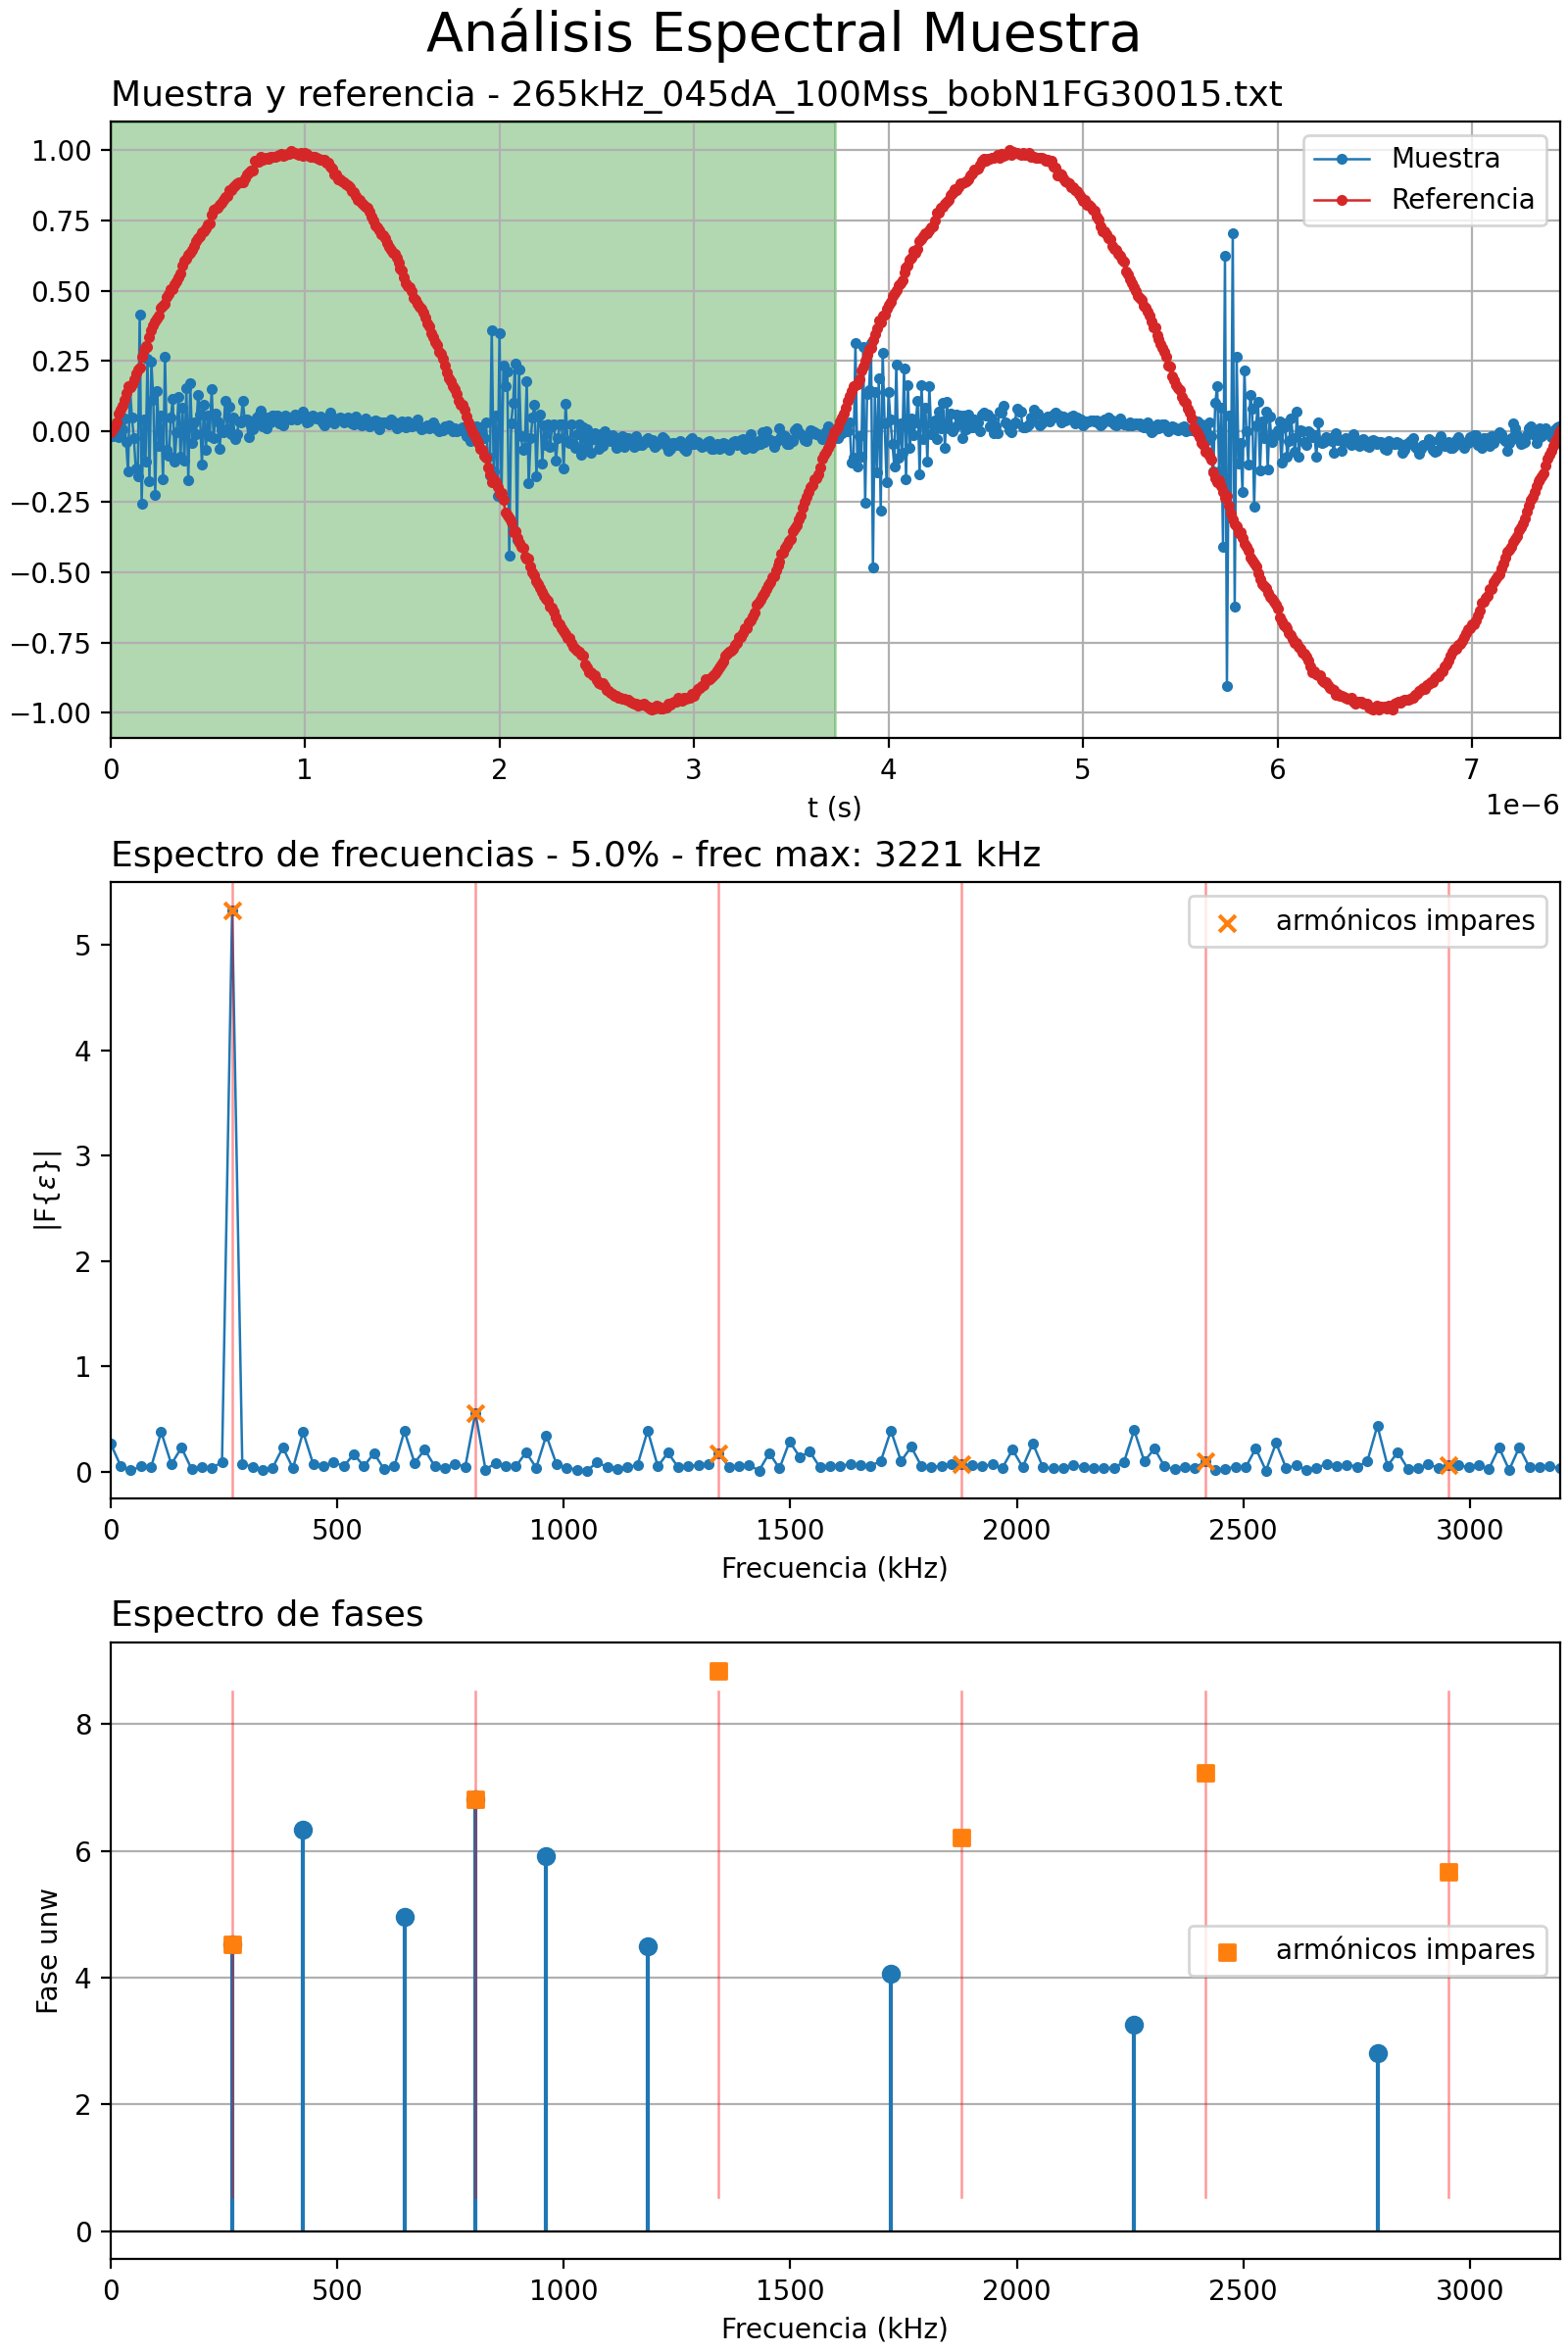 Análisis Espectral Muestra
Muestra y referencia - 265kHz_045dA_100Mss_bobN1FG30015.txt
1.00
0.75
0.50
0.25
0.00
−0.25
−0.50
−0.75
−1.00
Muestra
Referencia
0 1 2 3 4 5 6 7
t (s)
1e−6
Espectro de frecuencias - 5.0% - frec max: 3221 kHz
|F{ε}|
5
4
3
2
1
0
armónicos impares
0 500 1000 1500 2000 2500 3000
Frecuencia (kHz)
Espectro de fases
Fase unw
8
6
4
2
0
armónicos impares
0 500 1000 1500 2000 2500 3000
Frecuencia (kHz)